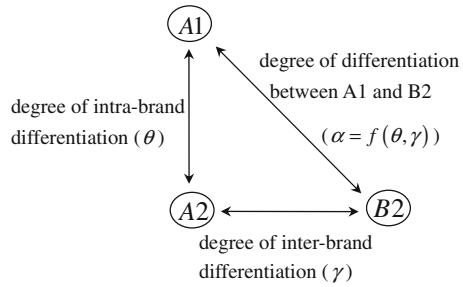 A1
degree of differentiation
between A1 and B2
(α = f(θ,γ))
degree of intra-brand
differentiation (θ)
A2
B2
degree of inter-brand
differentiation (γ)